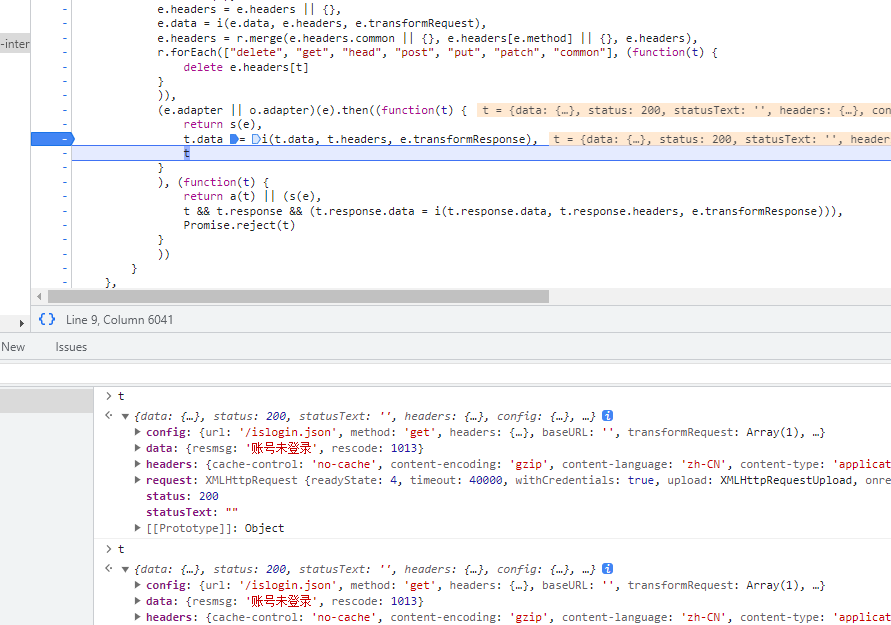 e.headers = e.headers || {},
e.data = i(e.data, e.headers, e.transformRequest),
e.headers = r.merge(e.headers.common || {}, e.headers[e.method] || {}, e.headers),
-inter
r.forEach(["delete", "get", "head", "post", "put", "patch", "common"], (function(t) {
delete e.headers[t]
}
)),
(e.adapter || o.adapter)(e).then((function(t) { t = {data: {…}, status: 200, statusText: '', headers: {…}, con
return s(e),
t.data = i(t.data, t.headers, e.transformResponse), t = {data: {…}, status: 200, statusText: '', header
t
}
), (function(t) {
return a(t) || (s(e),
t && t.response && (t.response.data = i(t.response.data, t.response.headers, e.transformResponse))),
Promise.reject(t)
}
))
}
},
{} Line 9, Column 6041
New Issues
> t
{data: {…}, status: 200, statusText: '', headers: {…}, config: {…}, …}
config: {url: '/islogin.json', method: 'get', headers: {…}, baseURL: '', transformRequest: Array(1), …}
data: {resmsg: '账号未登录', rescode: 1013}
headers: {cache-control: 'no-cache', content-encoding: 'gzip', content-language: 'zh-CN', content-type: 'applicat
request: XMLHttpRequest {readyState: 4, timeout: 40000, withCredentials: true, upload: XMLHttpRequestUpload, onre
status: 200
statusText: ""
[[Prototype]]: Object
> t
{data: {…}, status: 200, statusText: '', headers: {…}, config: {…}, …}
config: {url: '/islogin.json', method: 'get', headers: {…}, baseURL: '', transformRequest: Array(1), …}
data: {resmsg: '账号未登录', rescode: 1013}
headers: {cache-control: 'no-cache', content-encoding: 'gzip', content-language: 'zh-CN', content-type: 'applicat